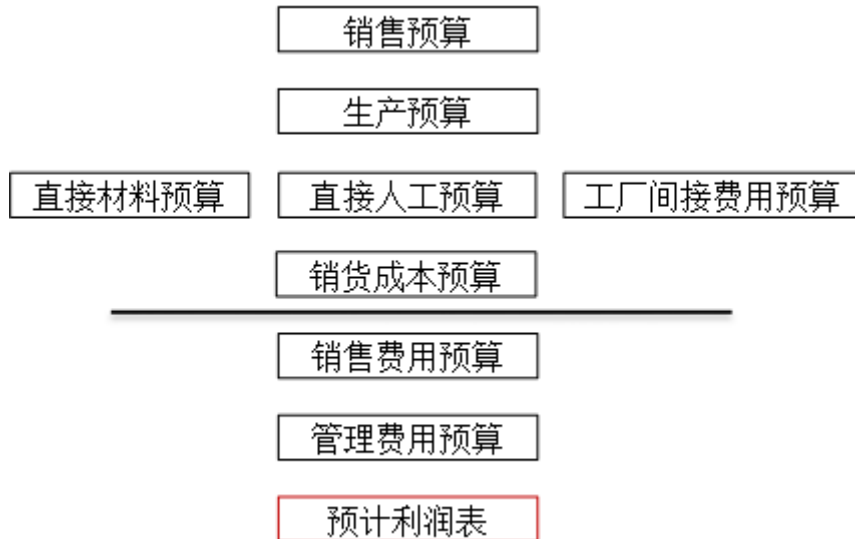 销售预算
生产预算
直接材料预算
直接人工预算
工厂间接费用预算
销货成本预算
销售费用预算
管理费用预算
预计利润表